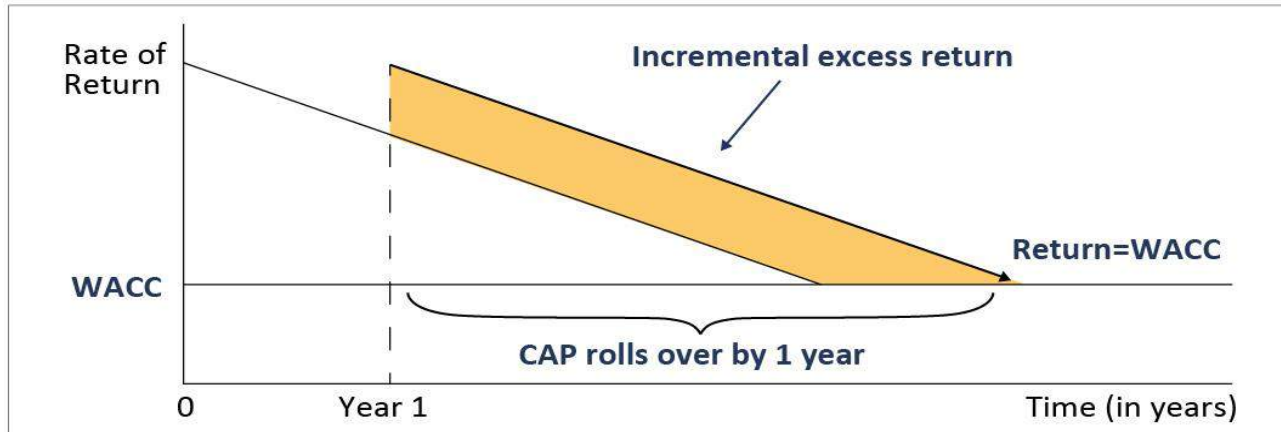 Rate of
Return
Incremental excess return
Return=WACC
WACC
CAP rolls over by 1 year
0
Year 1
Time (in years)